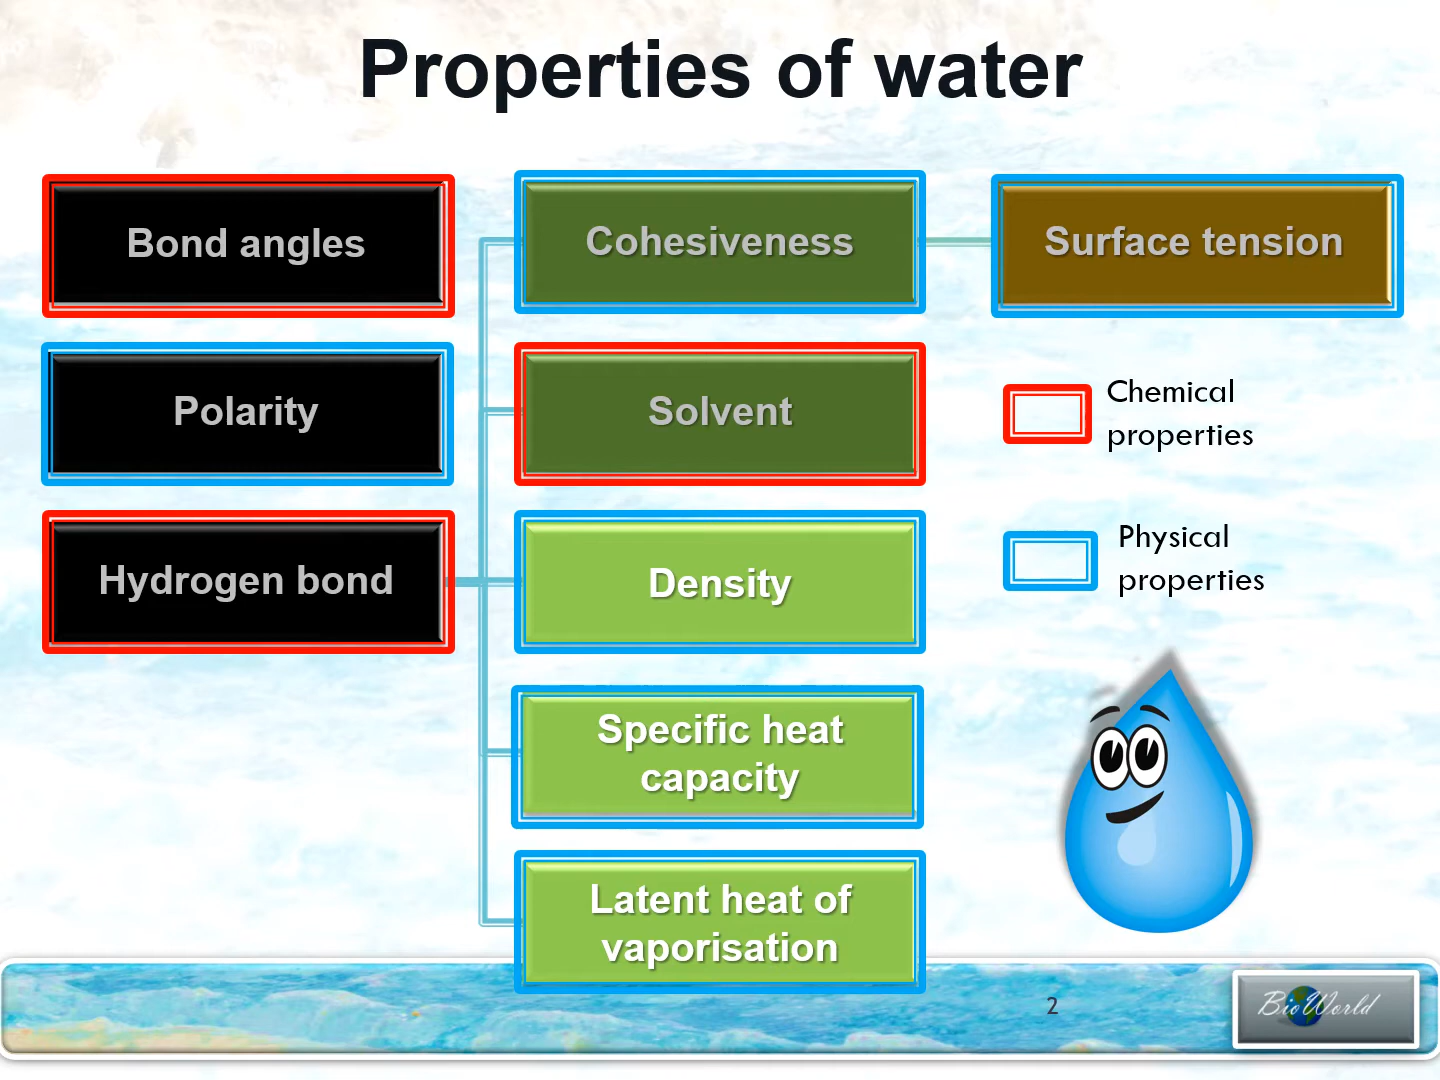 Properties of water
Bond angles
Cohesiveness
Surface tension
Polarity
Solvent
Chemical
properties
Hydrogen bond
Density
Physical
properties
Specific heat
capacity
Latent heat of
vaporisation
2
BioWorld